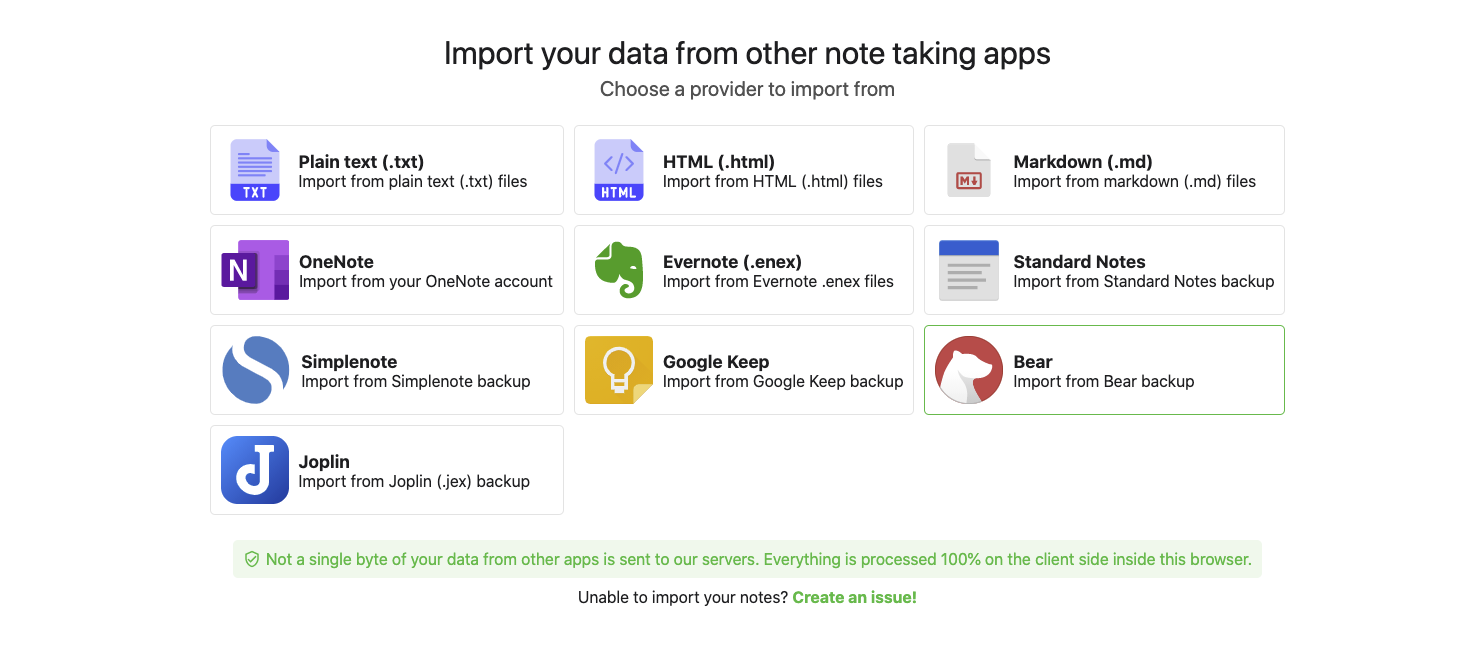 Import your data from other note taking apps
Choose a provider to import from
TXT
Plain text (.txt)
Import from plain text (.txt) files
HTML
HTML (.html)
Import from HTML (.html) files
M
Markdown (.md)
Import from markdown (.md) files
N
OneNote
Import from your OneNote account
Evernote (.enex)
Import from Evernote .enex files
Standard Notes
Import from Standard Notes backup
Simplenote
Import from Simplenote backup
Google Keep
Import from Google Keep backup
Bear
Import from Bear backup
J
Joplin
Import from Joplin (.jex) backup
Not a single byte of your data from other apps is sent to our servers. Everything is processed 100% on the client side inside this browser.
Unable to import your notes? Create an issue!